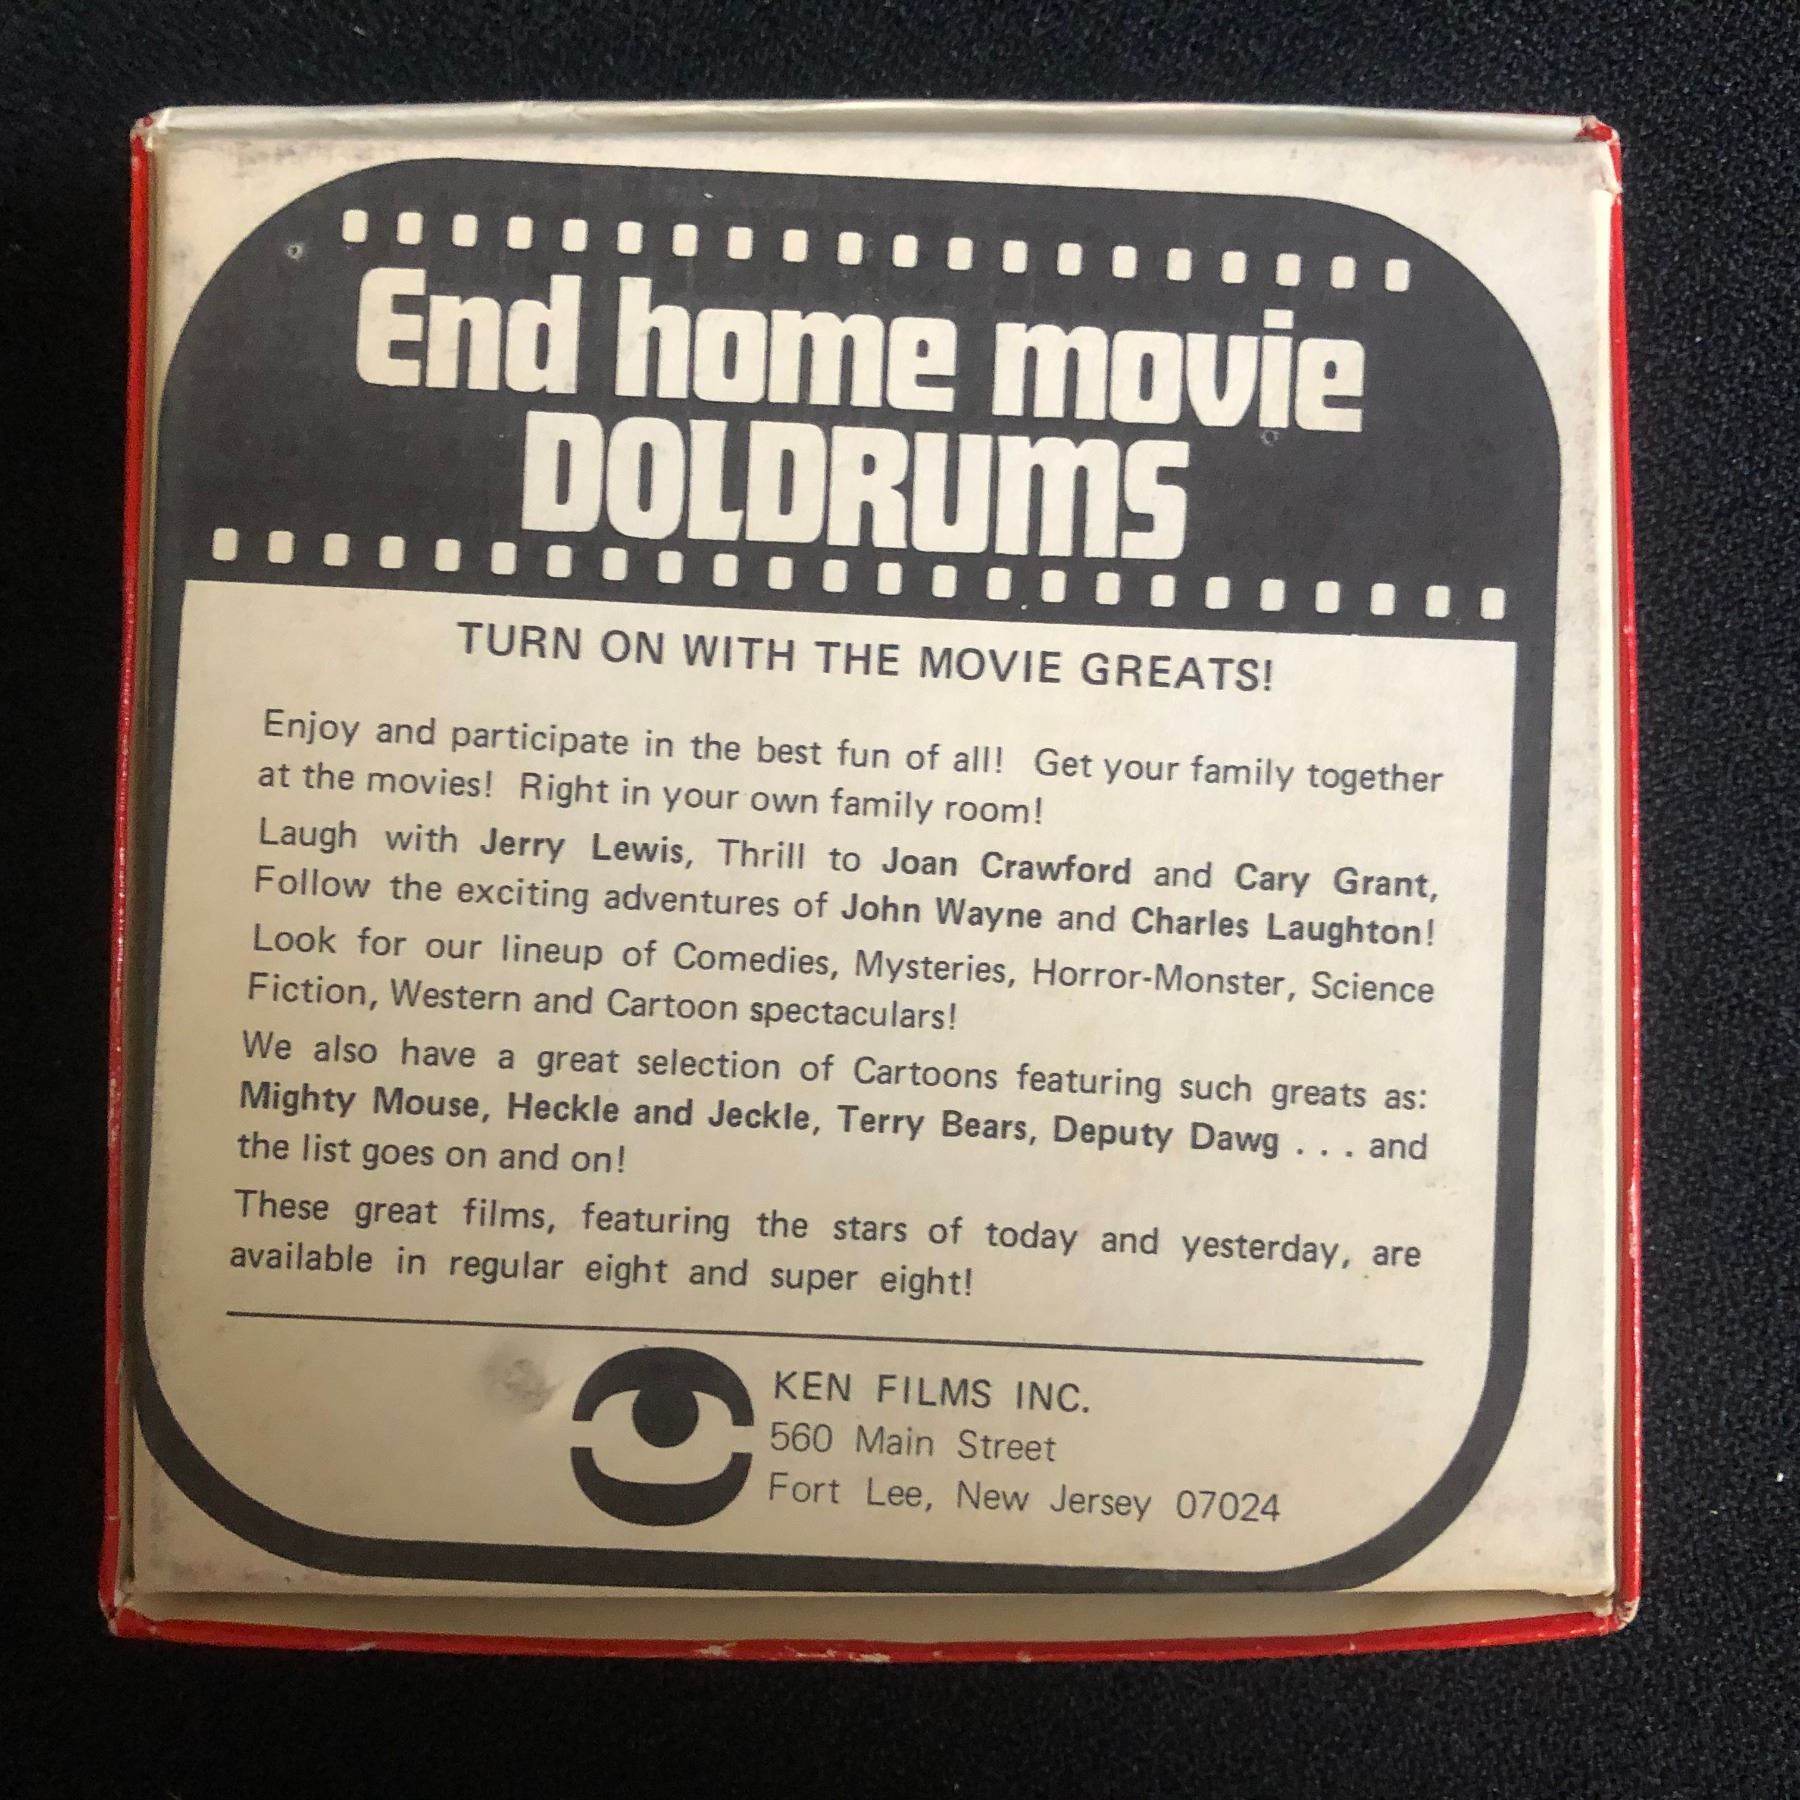 End home movie
DOLDRUMS
TURN ON WITH THE MOVIE GREATS!
Enjoy and participate in the best fun of all! Get your family together
at the movies! Right in your own family room!
Laugh with Jerry Lewis, Thrill to Joan Crawford and Cary Grant,
Follow the exciting adventures of John Wayne and Charles Laughton!
Look for our lineup of Comedies, Mysteries, Horror-Monster, Science
Fiction, Western and Cartoon spectaculars!
We also have a great selection of Cartoons featuring such greats as:
Mighty Mouse, Heckle and Jeckle, Terry Bears, Deputy Dawg . . . and
the list goes on and on!
These great films, featuring the stars of today and yesterday, are
available in regular eight and super eight!
KEN FILMS INC.
560 Main Street
Fort Lee, New Jersey 07024